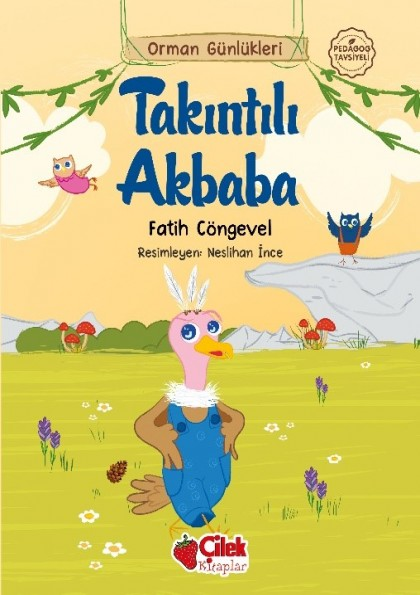 Orman Günlükleri
PEDAGOG
TAVSİYELİ
Takıntılı
Akbaba
Fatih Cöngevel
Resimleyen: Neslihan İnce
Çilek
Kitaplar